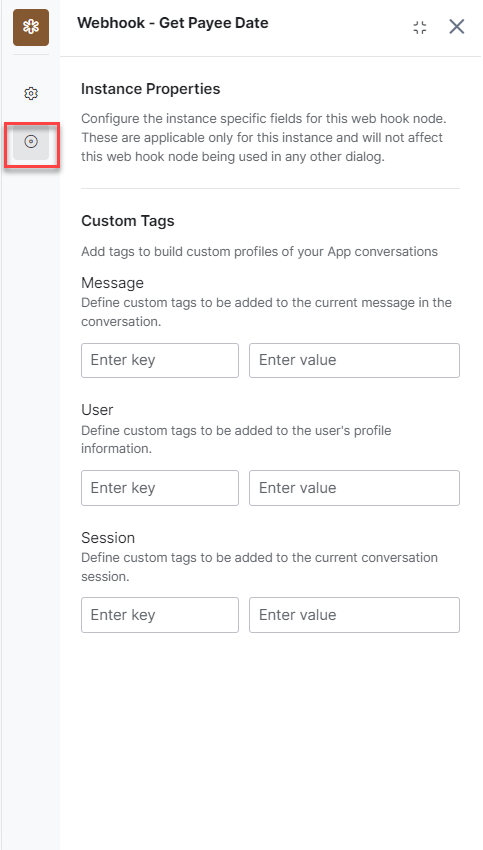 Webhook - Get Payee Date
Instance Properties
Configure the instance specific fields for this web hook node.
These are applicable only for this instance and will not affect
this web hook node being used in any other dialog.
Custom Tags
Add tags to build custom profiles of your App conversations
Message
Define custom tags to be added to the current message in the
conversation.
Enter key Enter value
User
Define custom tags to be added to the user's profile
information.
Enter key Enter value
Session
Define custom tags to be added to the current conversation
session.
Enter key Enter value